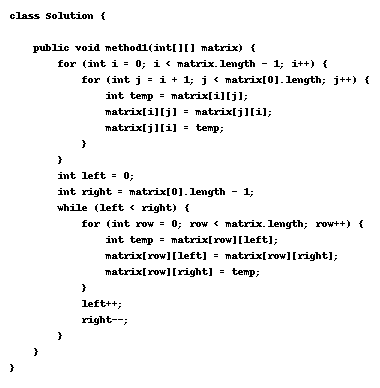 class Solution {

    public void method1(int[][] matrix) {
        for (int i = 0; i < matrix.length - 1; i++) {
            for (int j = i + 1; j < matrix[0].length; j++) {
                int temp = matrix[i][j];
                matrix[i][j] = matrix[j][i];
                matrix[j][i] = temp;
            }
        }
        int left = 0;
        int right = matrix[0].length - 1;
        while (left < right) {
            for (int row = 0; row < matrix.length; row++) {
                int temp = matrix[row][left];
                matrix[row][left] = matrix[row][right];
                matrix[row][right] = temp;
            }
            left++;
            right--;
        }
    }
}